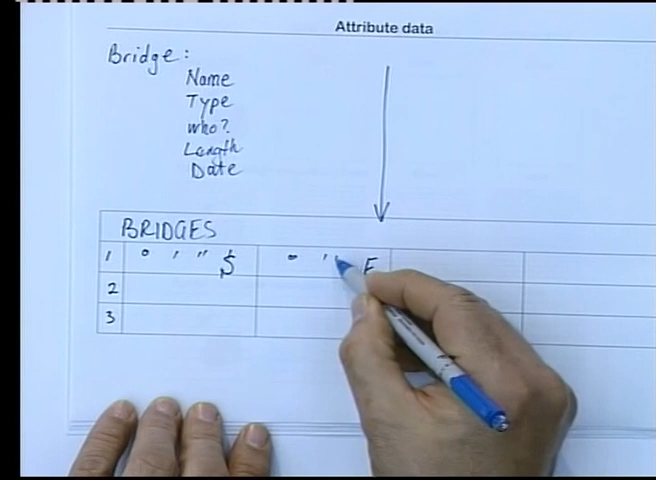 Attribute data
Bridge:
Name
Type
who?
Length
Date
BRIDGES
1 ° ' " S ° ' " E
2
3